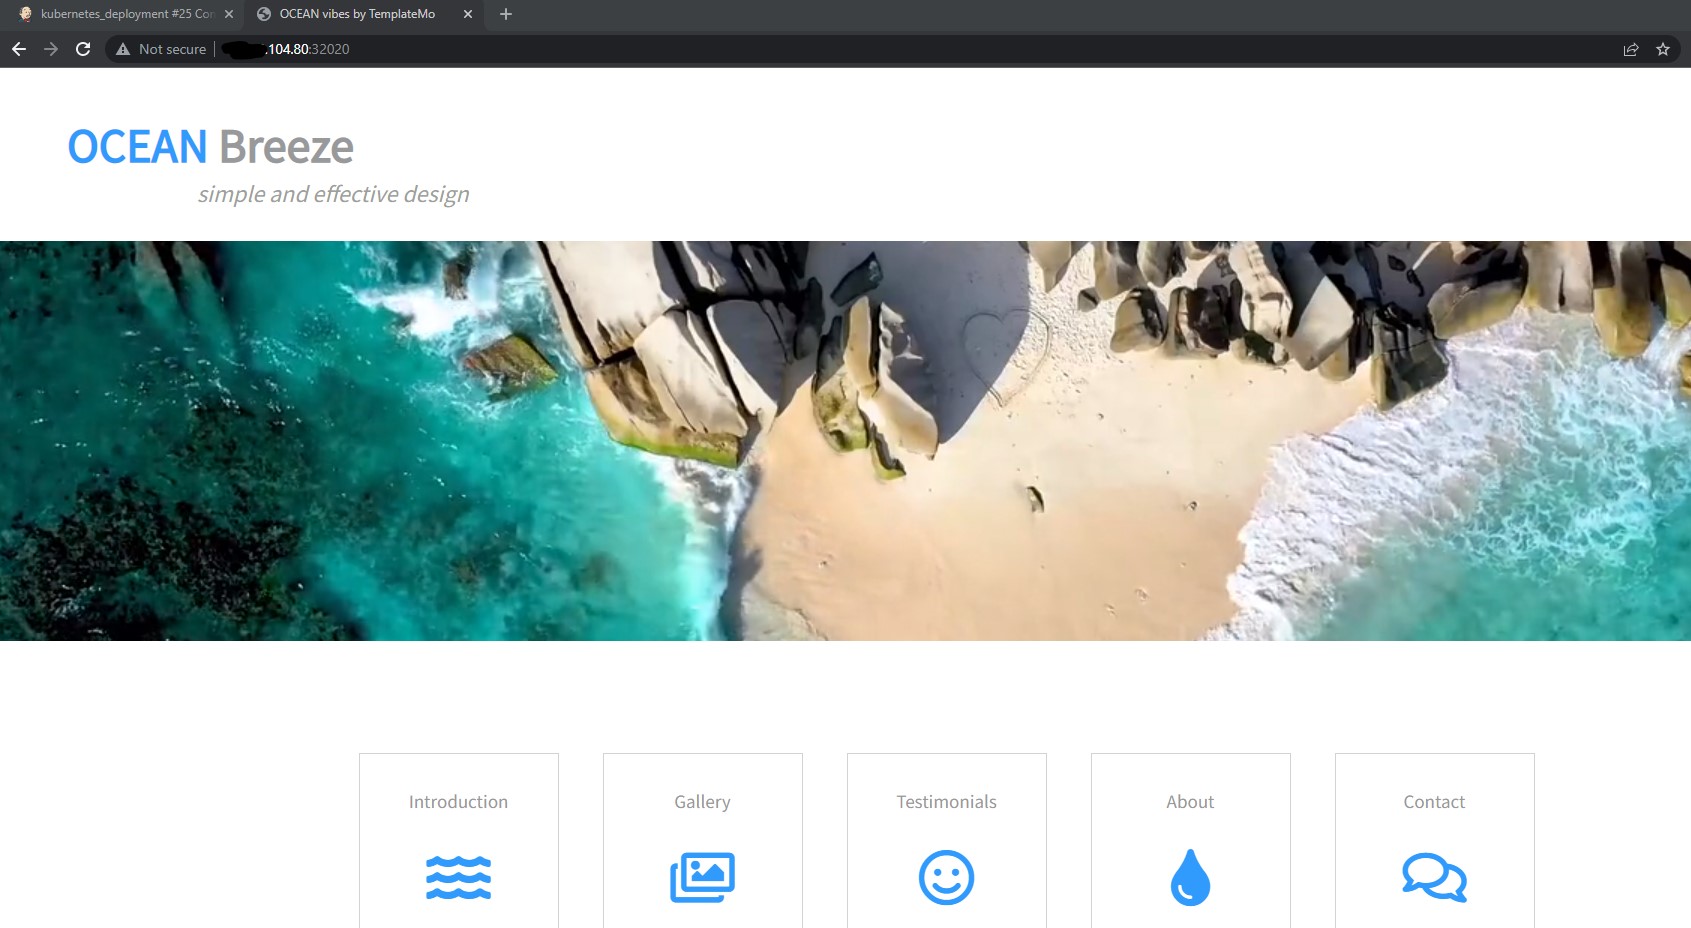 kubernetes_deployment #25 Con
OCEAN vibes by TemplateMo
Not secure
.104.80:32020
OCEAN Breeze
simple and effective design
Introduction
Gallery
Testimonials
About
Contact